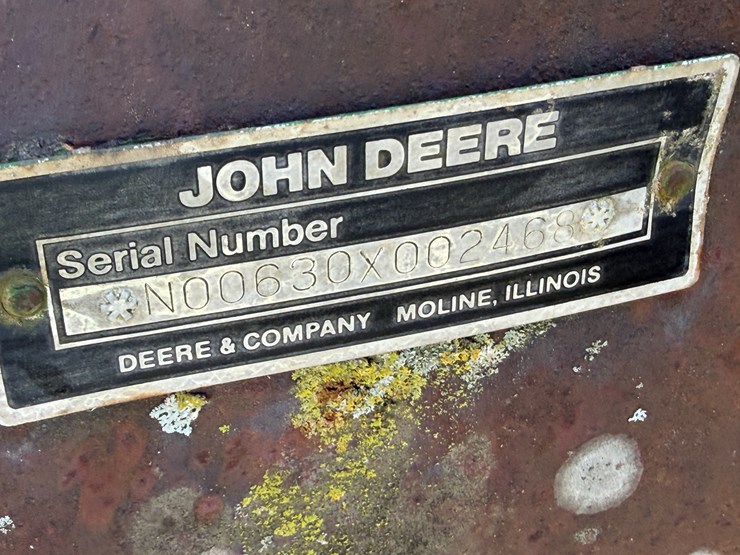 JOHN DEERE
Serial Number
*N00630X002468*
DEERE & COMPANY MOLINE, ILLINOIS